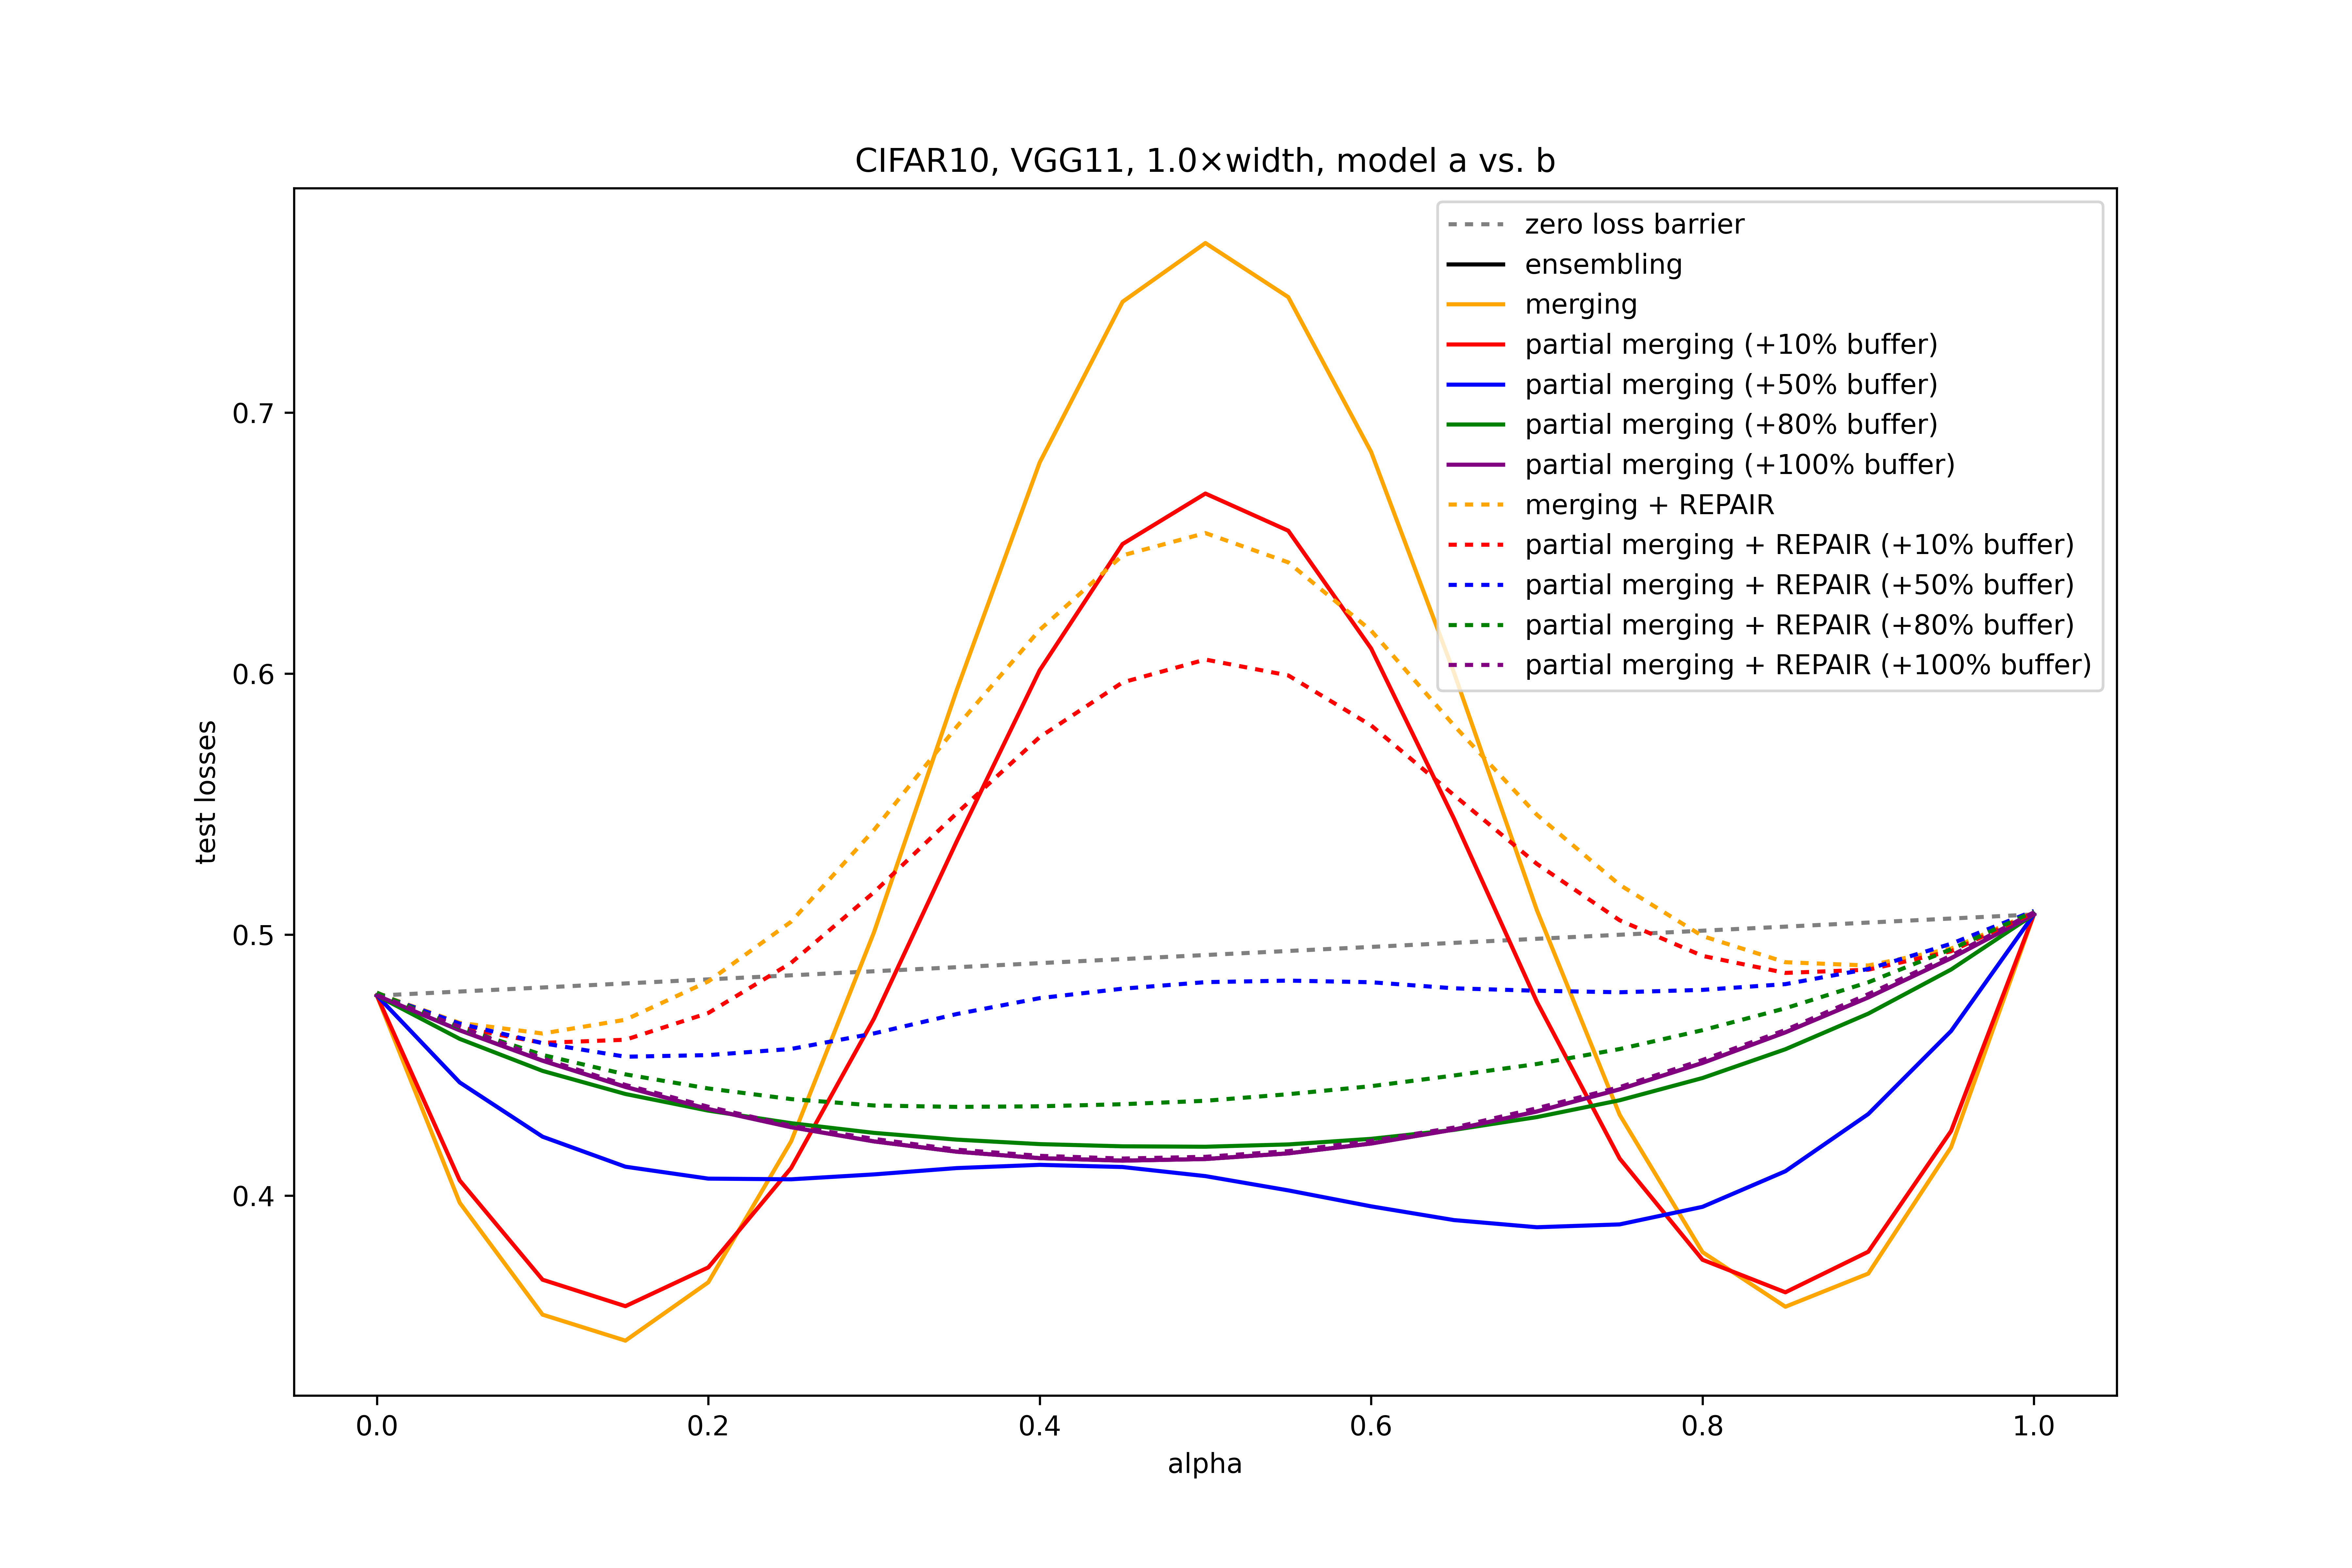 CIFAR10, VGG11, 1.0×width, model a vs. b
zero loss barrier
ensembling
merging
partial merging (+10% buffer)
partial merging (+50% buffer)
partial merging (+80% buffer)
partial merging (+100% buffer)
merging + REPAIR
partial merging + REPAIR (+10% buffer)
partial merging + REPAIR (+50% buffer)
partial merging + REPAIR (+80% buffer)
partial merging + REPAIR (+100% buffer)
test losses
0.7
0.6
0.5
0.4
0.0 0.2 0.4 0.6 0.8 1.0
alpha